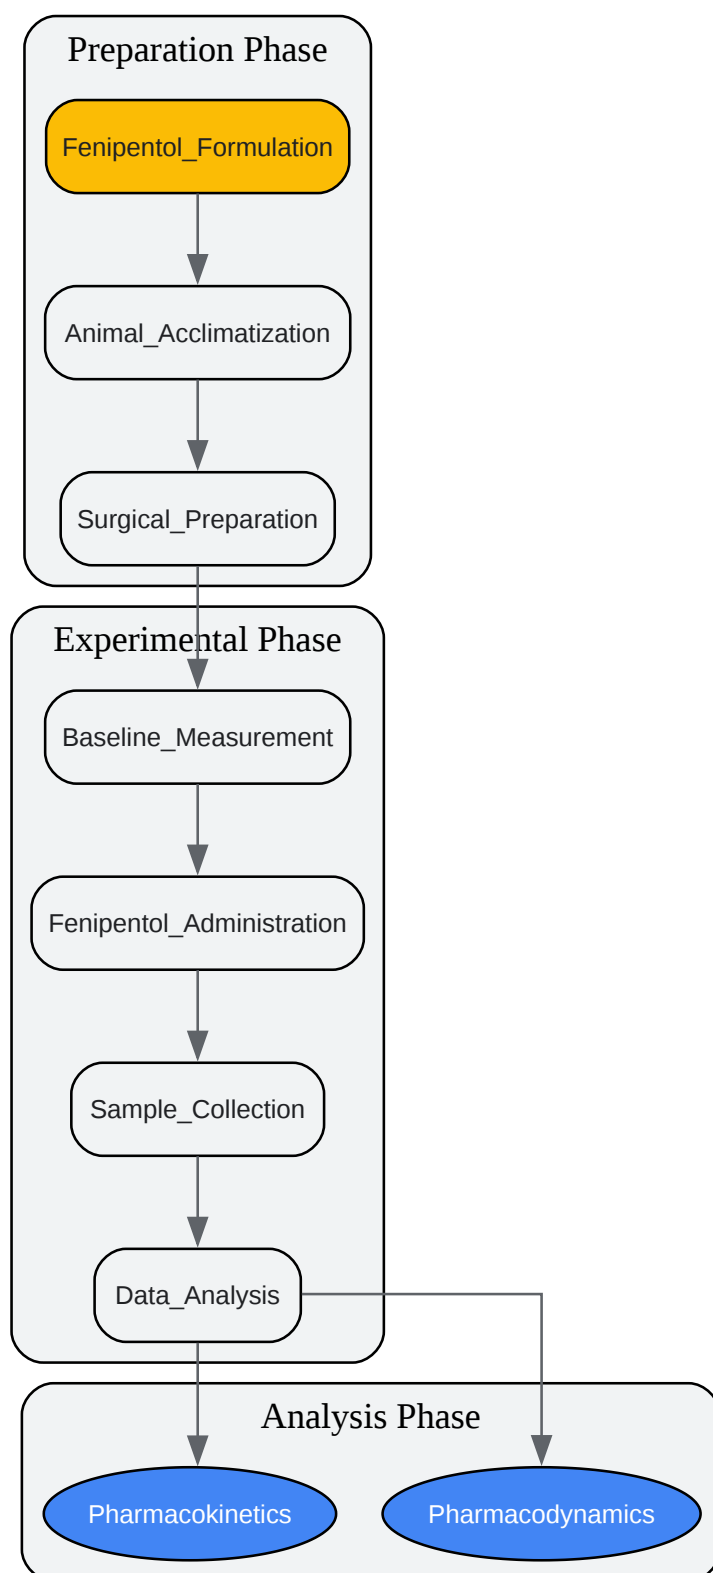 Preparation Phase
Fenipentol_Formulation
Animal_Acclimatization
Surgical_Preparation
Experimental Phase
Baseline_Measurement
Fenipentol_Administration
Sample_Collection
Data_Analysis
Analysis Phase
Pharmacokinetics
Pharmacodynamics